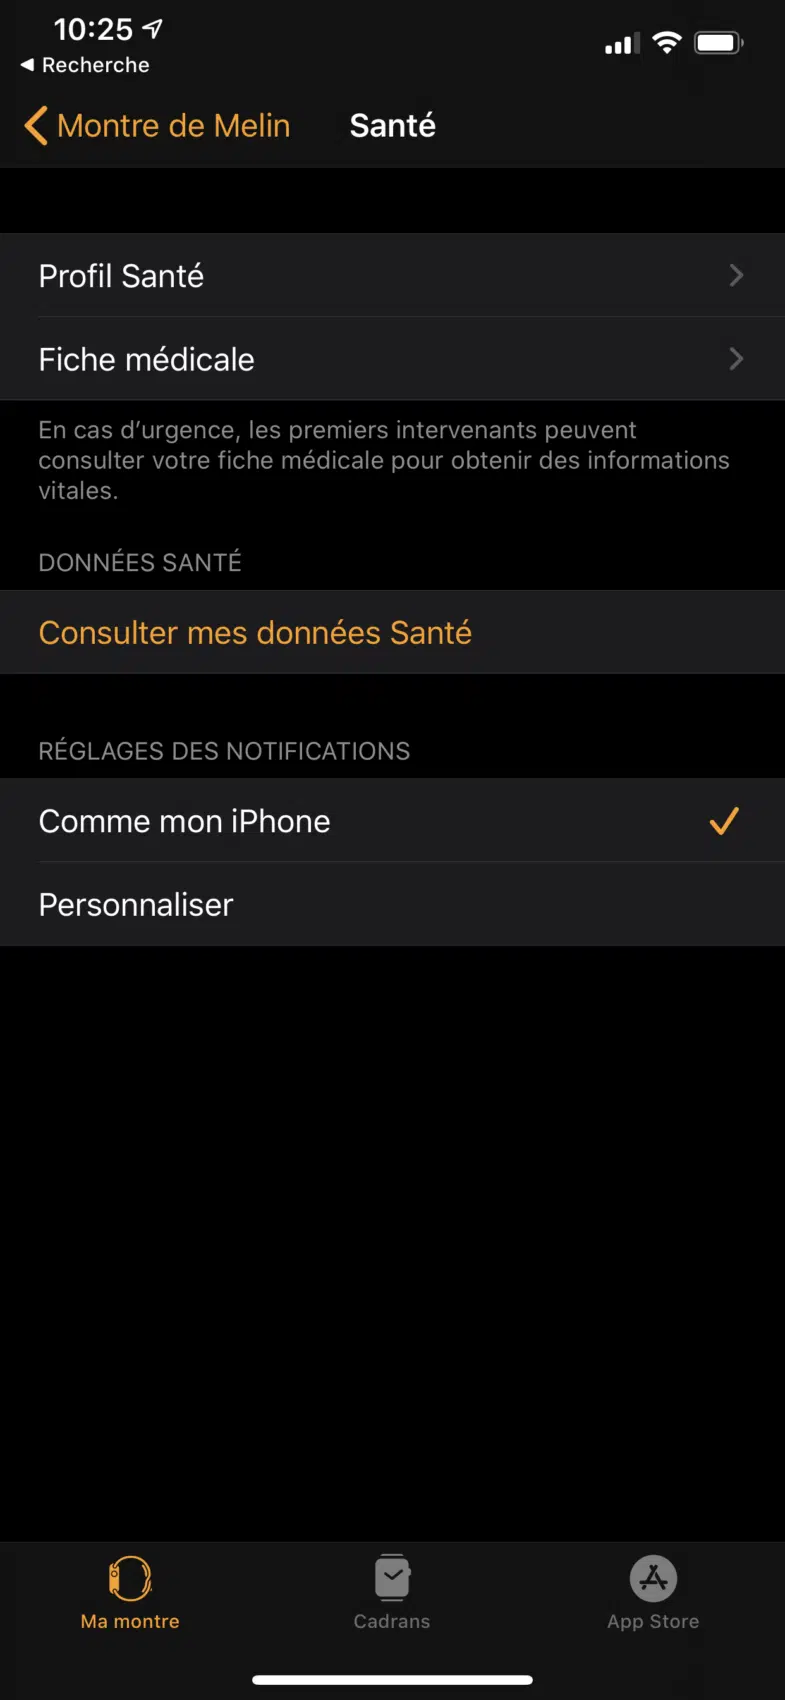 10:25
◀ Recherche
Montre de Melin
Santé
Profil Santé
Fiche médicale
En cas d’urgence, les premiers intervenants peuvent
consulter votre fiche médicale pour obtenir des informations
vitales.
DONNÉES SANTÉ
Consulter mes données Santé
RÉGLAGES DES NOTIFICATIONS
Comme mon iPhone
Personnaliser
Ma montre
Cadrans
App Store